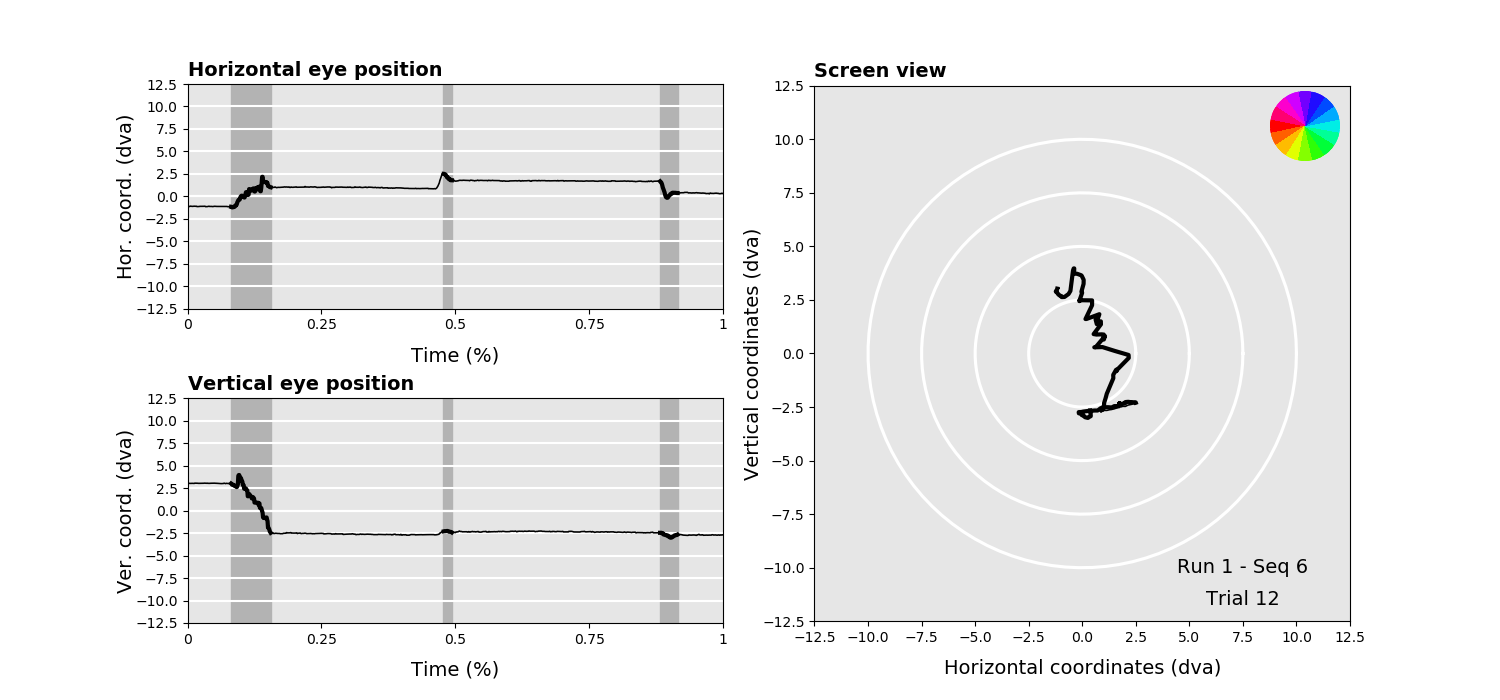 Horizontal eye position
Hor. coord. (dva)
12.5
10.0
7.5
5.0
2.5
0.0
−2.5
−5.0
−7.5
−10.0
−12.5
0 0.25 0.5 0.75 1
Time (%)
Vertical eye position
Ver. coord. (dva)
12.5
10.0
7.5
5.0
2.5
0.0
−2.5
−5.0
−7.5
−10.0
−12.5
0 0.25 0.5 0.75 1
Time (%)
Screen view
Vertical coordinates (dva)
12.5
10.0
7.5
5.0
2.5
0.0
−2.5
−5.0
−7.5
−10.0
−12.5
Run 1 - Seq 6
Trial 12
−12.5 −10.0 −7.5 −5.0 −2.5 0.0 2.5 5.0 7.5 10.0 12.5
Horizontal coordinates (dva)